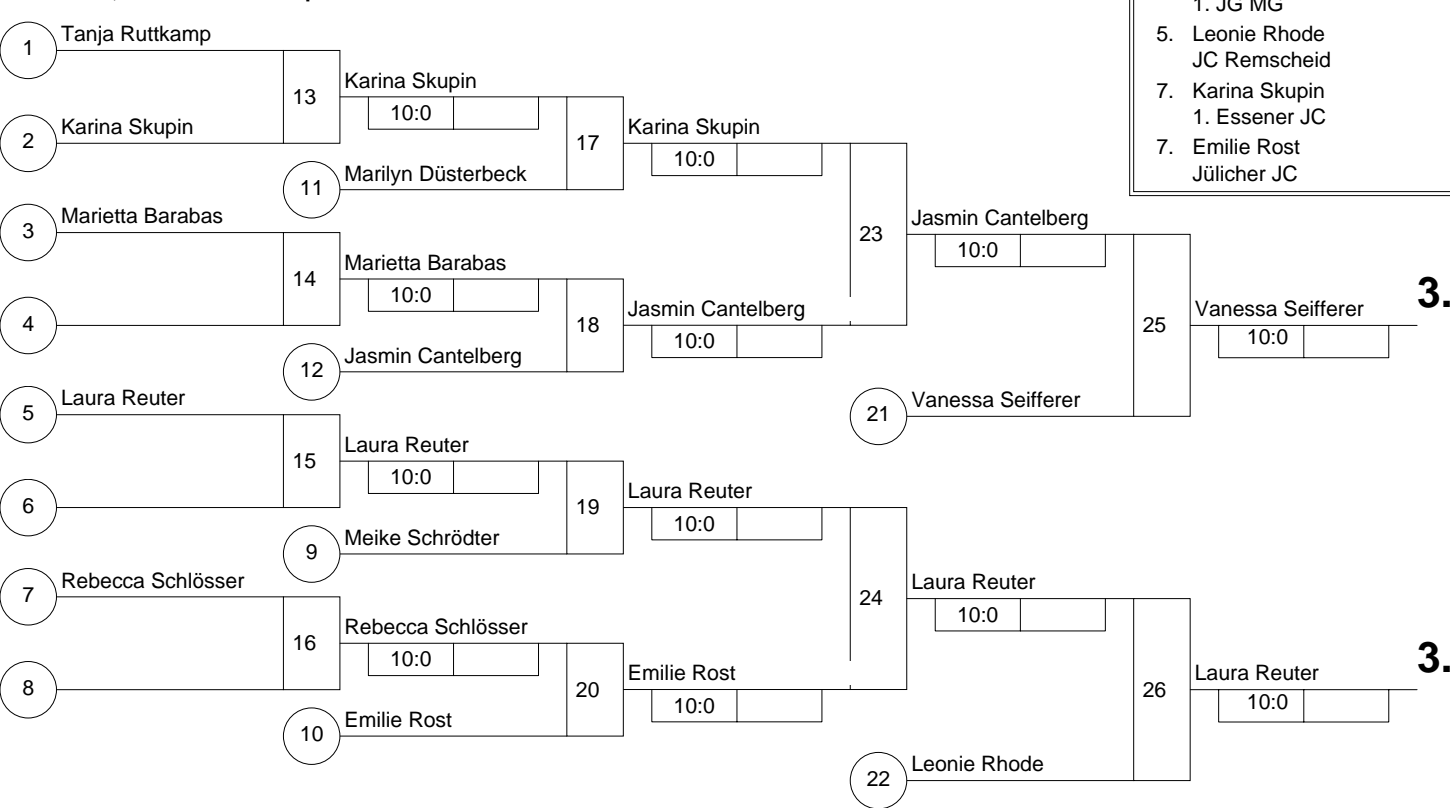 1. JG MG
5. Leonie Rhode
JC Remscheid
7. Karina Skupin
1. Essener JC
7. Emilie Rost
Jülicher JC
1 Tanja Ruttkamp
13 Karina Skupin
10:0
2 Karina Skupin
17 Karina Skupin
10:0
11 Marilyn Düsterbeck
3 Marietta Barabas
23 Jasmin Cantelberg
10:0
14 Marietta Barabas
10:0
4
18 Jasmin Cantelberg
10:0
25 Vanessa Seifferer
10:0
3.
12 Jasmin Cantelberg
5 Laura Reuter
21 Vanessa Seifferer
15 Laura Reuter
10:0
6
19 Laura Reuter
10:0
9 Meike Schrödter
7 Rebecca Schlösser
24 Laura Reuter
10:0
16 Rebecca Schlösser
10:0
8
20 Emilie Rost
10:0
26 Laura Reuter
10:0
3.
10 Emilie Rost
22 Leonie Rhode